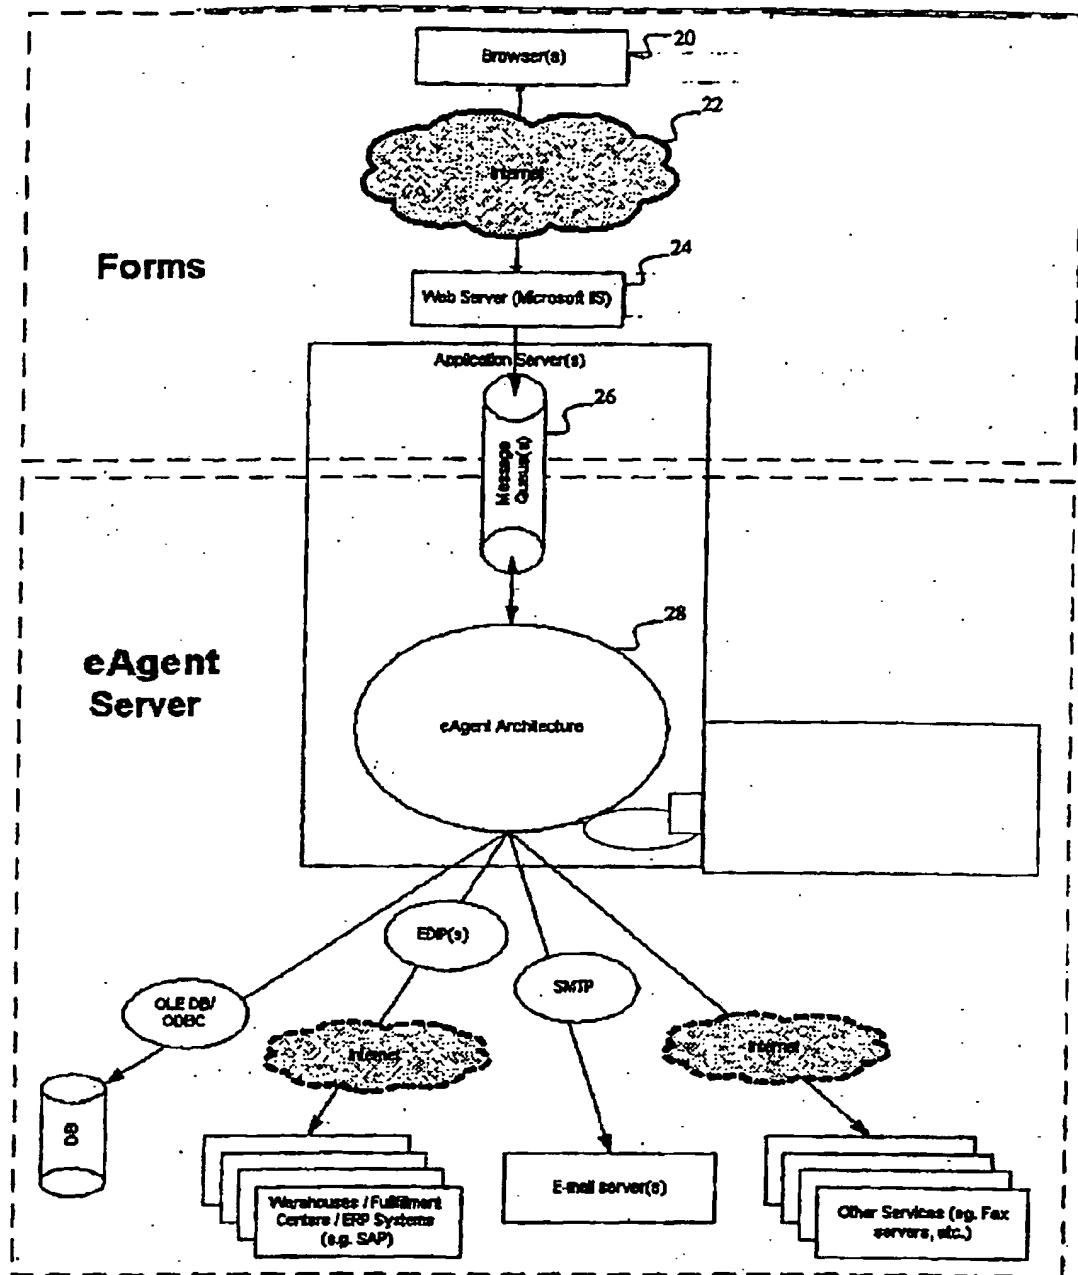 Browser(s)
20
22
Internet
24
Forms
Web Server (Microsoft IIS)
Application Server(s)
26
Message
Queue(s)
28
eAgent
Server
eAgent Architecture
EDIP(s)
OLE DB/
ODBC
SMTP
Internet
Internet
DB
Warehouses / Fulfillment
Centers / ERP Systems
(e.g. SAP)
E-mail server(s)
Other Services (eg. Fax
servers, etc.)